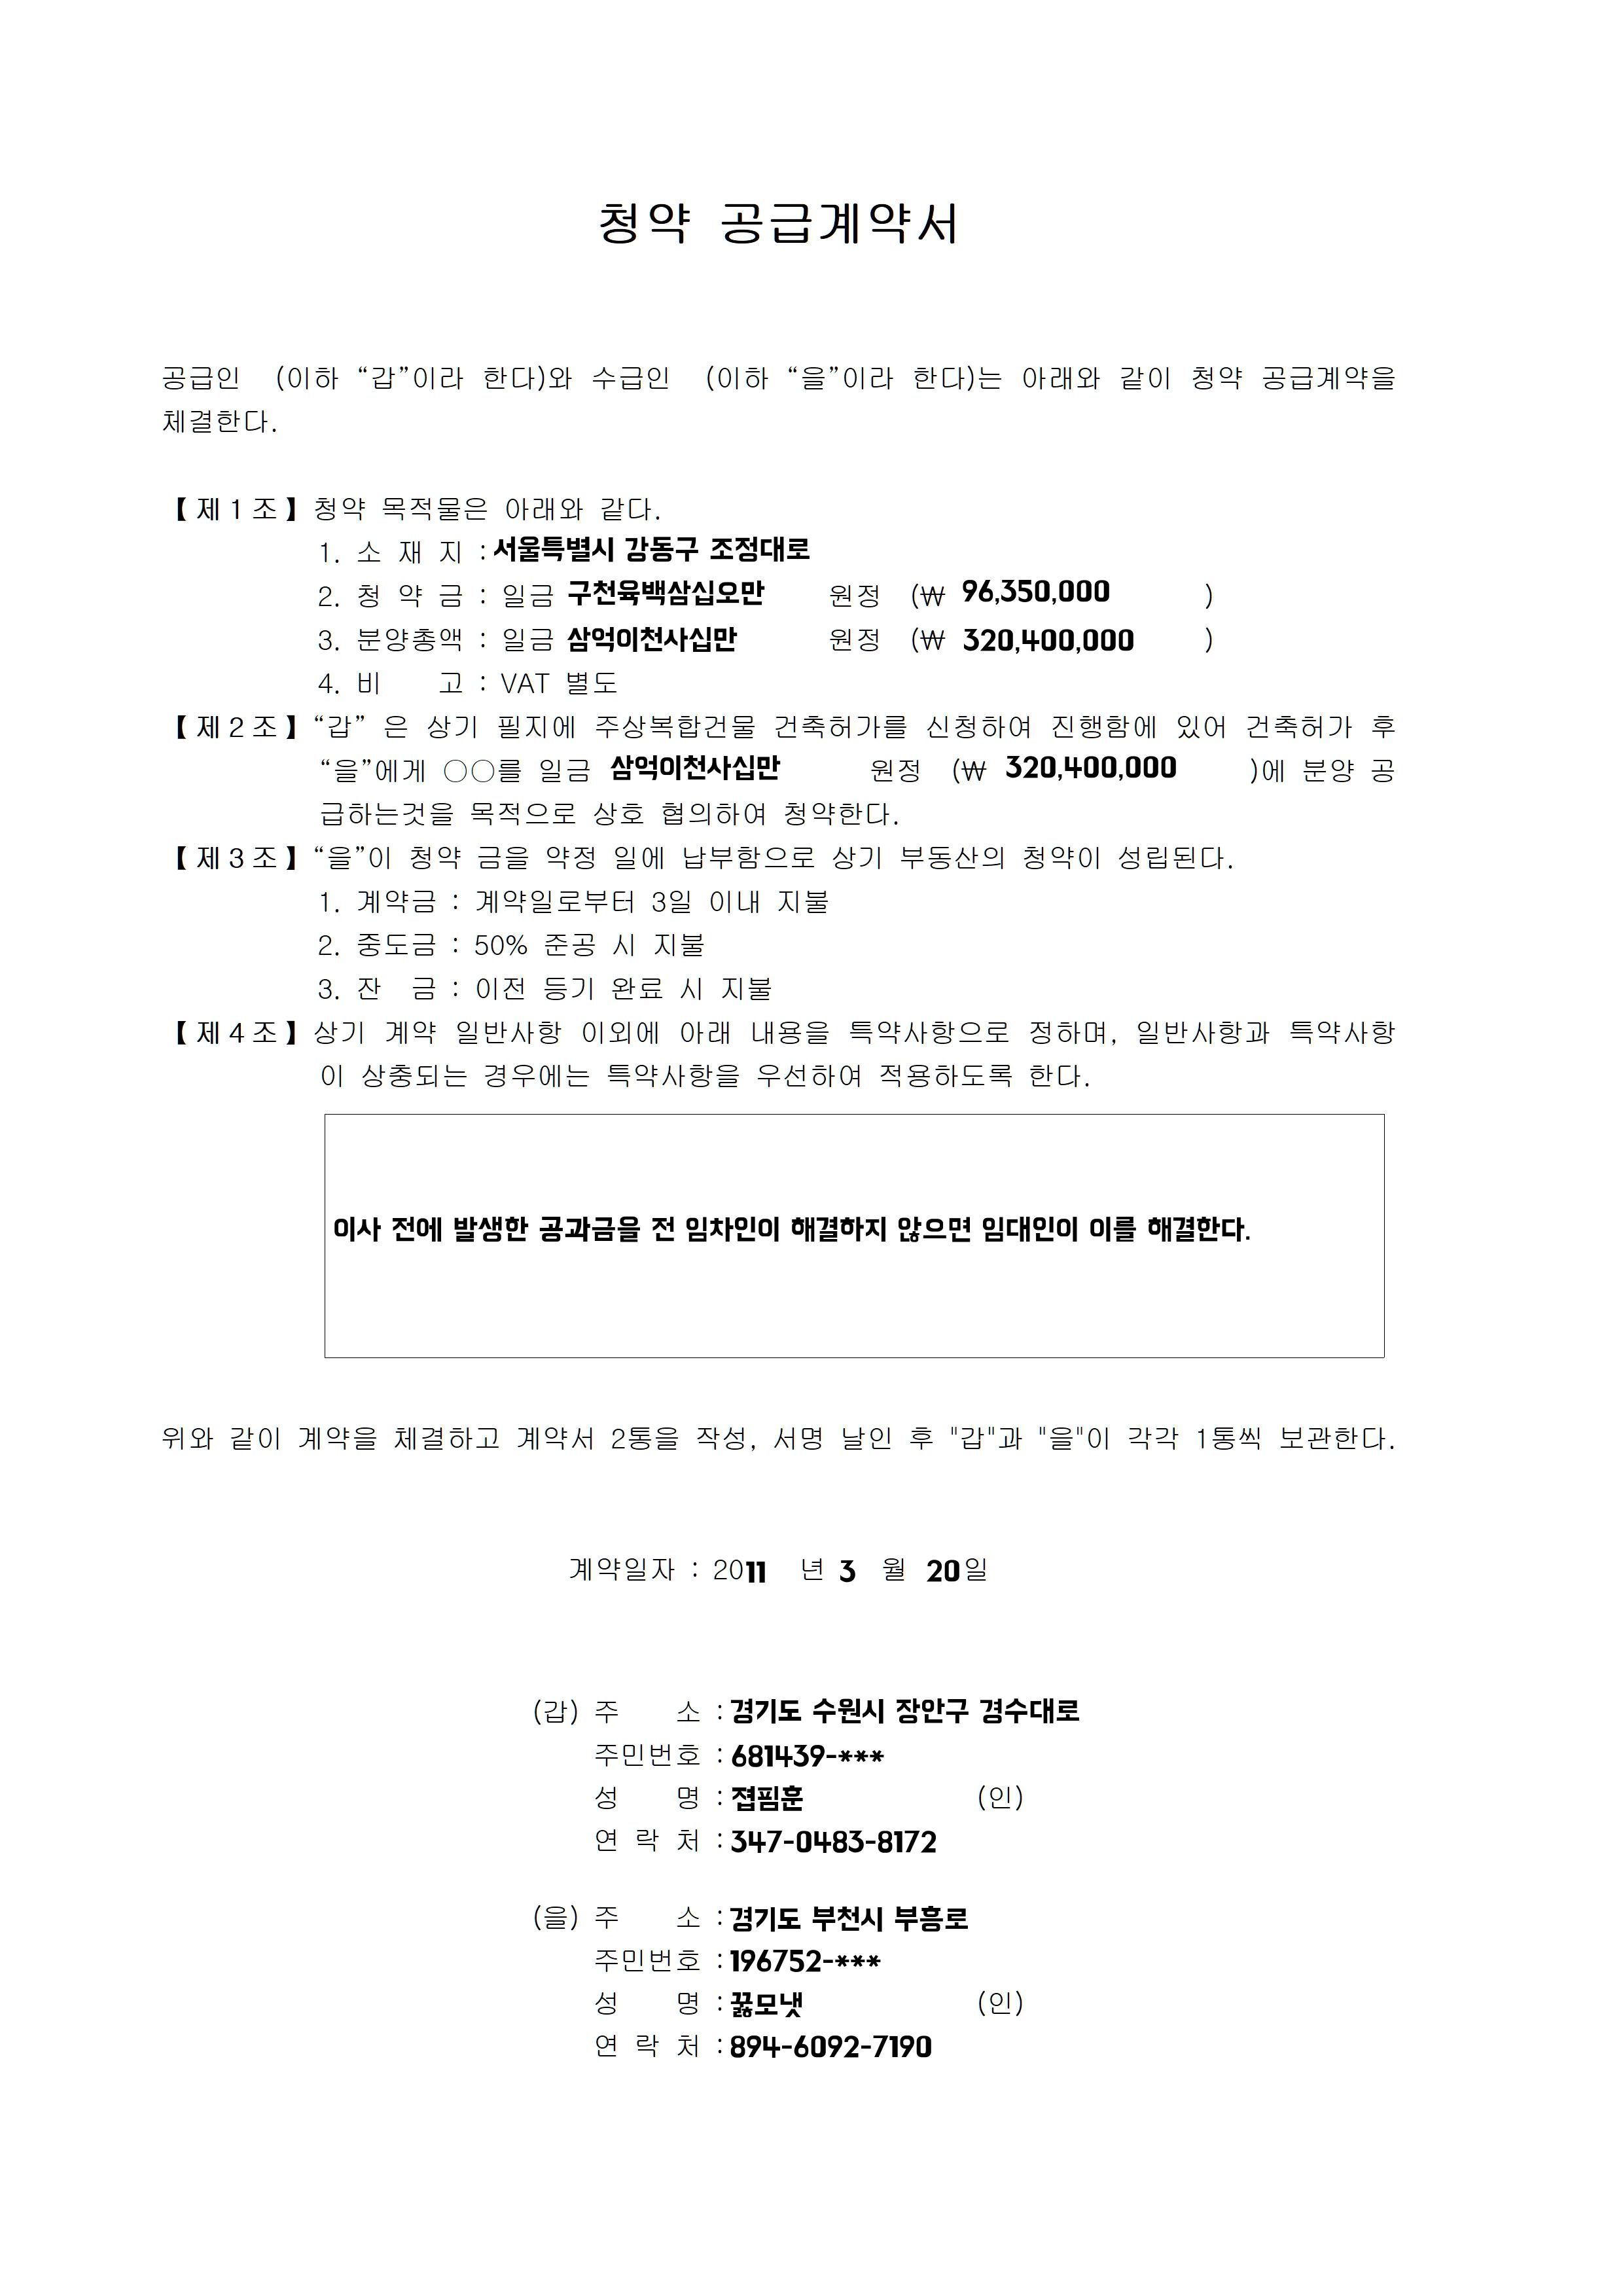 청약 공급계약서
공급인 (이하 “갑”이라 한다)와 수급인 (이하 “을”이라 한다)는 아래와 같이 청약 공급계약을
체결한다.
【제1조】청약 목적물은 아래와 같다.
1. 소 재 지 : 서울특별시 강동구 조정대로
2. 청 약 금 : 일금 구천육백삼십오만 원정 (₩ 96,350,000 )
3. 분양총액 : 일금 삼억이천사십만 원정 (₩ 320,400,000 )
4. 비 고 : VAT 별도
【제2조】“갑” 은 상기 필지에 주상복합건물 건축허가를 신청하여 진행함에 있어 건축허가 후
“을”에게 ○○를 일금 삼억이천사십만 원정 (₩ 320,400,000 )에 분양 공
급하는것을 목적으로 상호 협의하여 청약한다.
【제3조】“을”이 청약 금을 약정 일에 납부함으로 상기 부동산의 청약이 성립된다.
1. 계약금 : 계약일로부터 3일 이내 지불
2. 중도금 : 50% 준공 시 지불
3. 잔 금 : 이전 등기 완료 시 지불
【제4조】상기 계약 일반사항 이외에 아래 내용을 특약사항으로 정하며, 일반사항과 특약사항
이 상충되는 경우에는 특약사항을 우선하여 적용하도록 한다.
이사 전에 발생한 공과금을 전 임차인이 해결하지 않으면 임대인이 이를 해결한다.
위와 같이 계약을 체결하고 계약서 2통을 작성, 서명 날인 후 "갑"과 "을"이 각각 1통씩 보관한다.
계약일자 : 2011 년 3 월 20일
(갑) 주 소 : 경기도 수원시 장안구 경수대로
주민번호 : 681439-***
성 명 : 졉핌훈 (인)
연 락 처 : 347-0483-8172
(을) 주 소 : 경기도 부천시 부흥로
주민번호 : 196752-***
성 명 : 꿇모냇 (인)
연 락 처 : 894-6092-7190